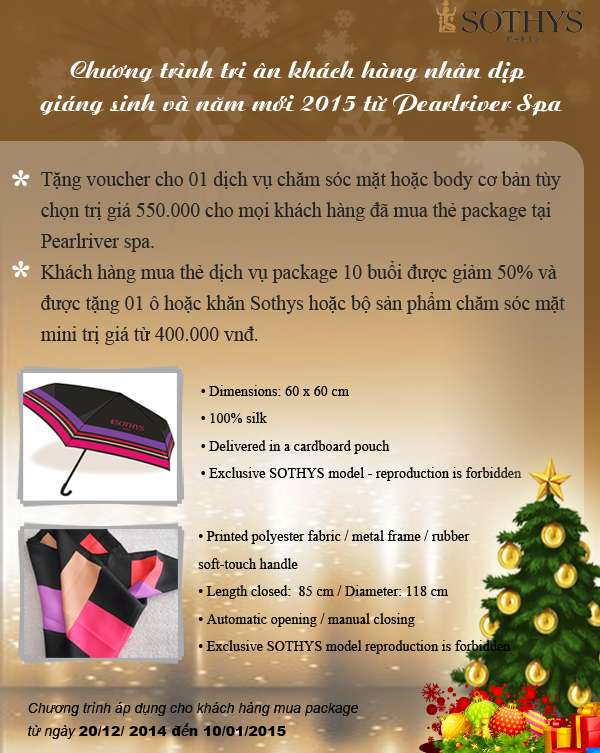 SOTHYS
PARIS
Chương trình tri ân khách hàng nhân dịp
giáng sinh và năm mới 2015 từ Pearlriver Spa
* Tặng voucher cho 01 dịch vụ chăm sóc mặt hoặc body cơ bản tùy
chọn trị giá 550.000 cho mọi khách hàng đã mua thẻ package tại
Pearlriver spa.
* Khách hàng mua thẻ dịch vụ package 10 buổi được giảm 50% và
được tặng 01 ô hoặc khăn Sothys hoặc bộ sản phẩm chăm sóc mặt
mini trị giá từ 400.000 vnđ.
SOTHYS
• Dimensions: 60 x 60 cm
• 100% silk
• Delivered in a cardboard pouch
• Exclusive SOTHYS model - reproduction is forbidden
• Printed polyester fabric / metal frame / rubber
soft-touch handle
• Length closed: 85 cm / Diameter: 118 cm
• Automatic opening / manual closing
• Exclusive SOTHYS model reproduction is forbidden
Chương trình áp dụng cho khách hàng mua package
từ ngày 20/12/ 2014 đến 10/01/2015